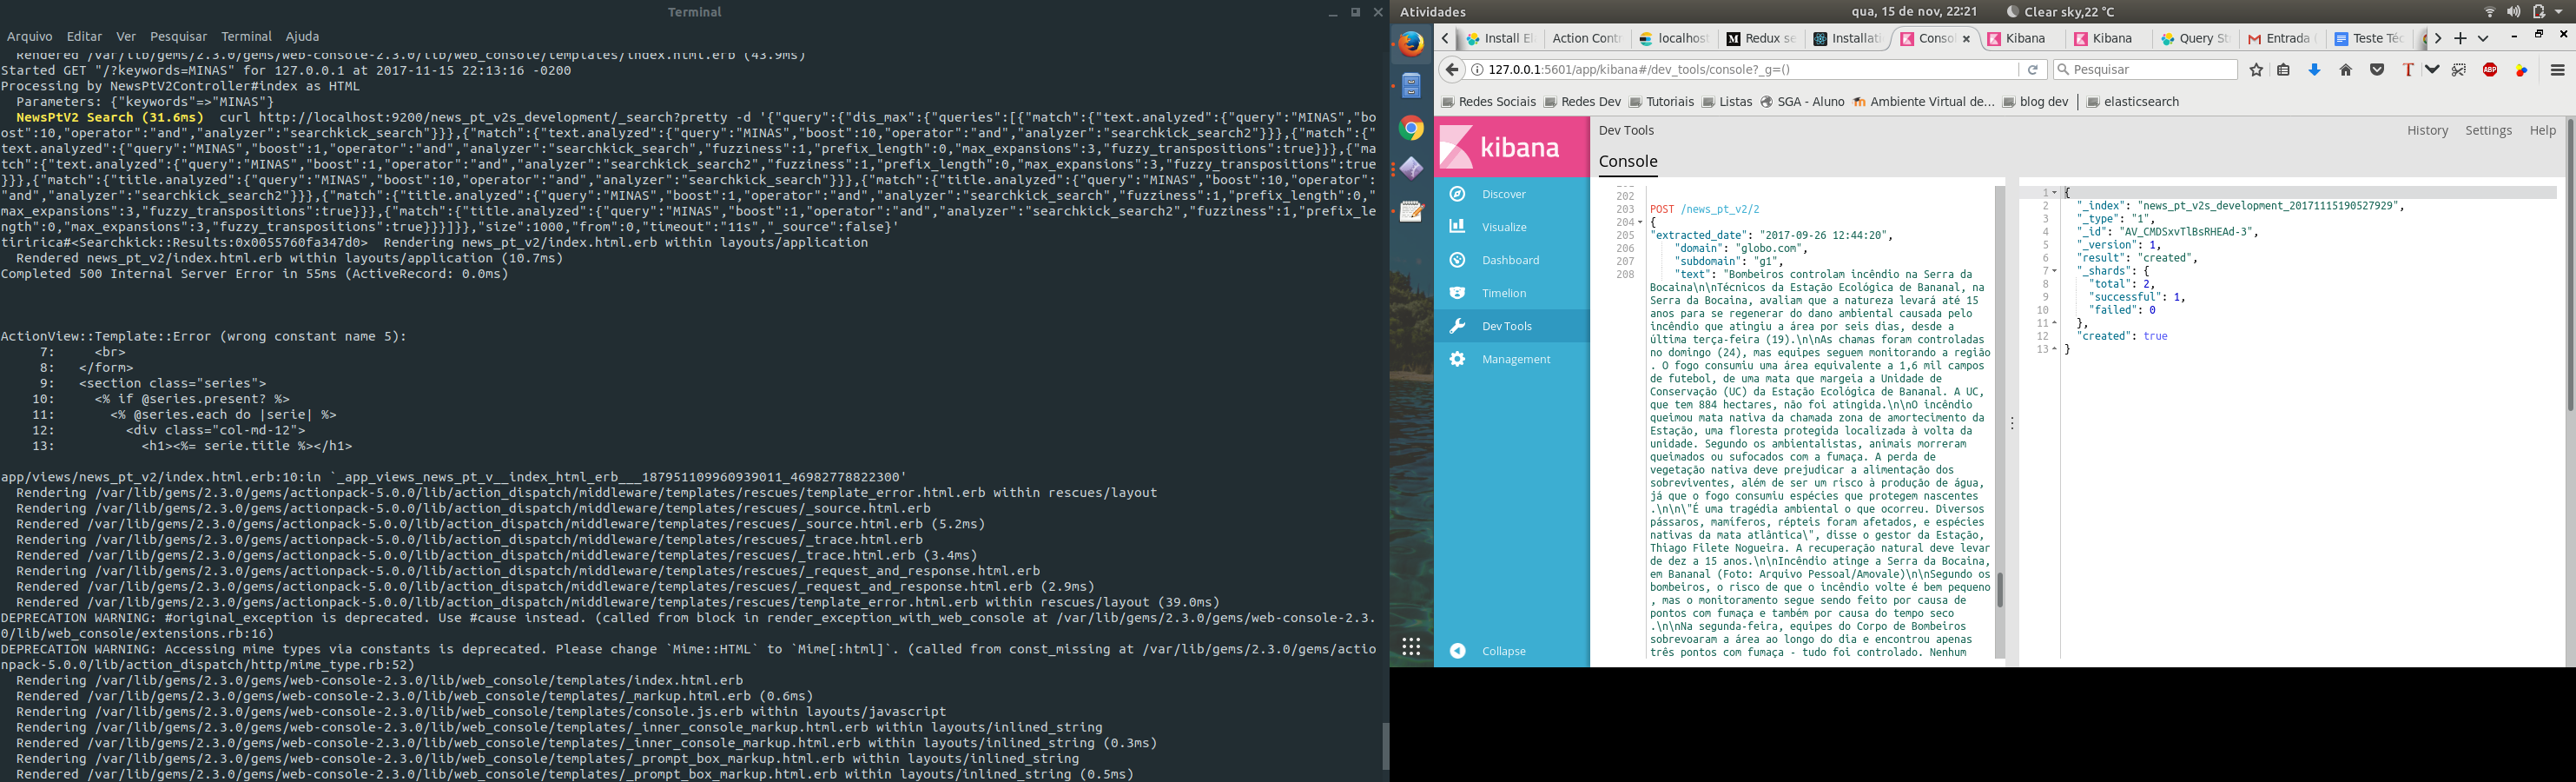 Terminal
Arquivo Editar Ver Pesquisar Terminal Ajuda
Rendered /var/lib/gems/2.3.0/gems/web-console-2.3.0/lib/web_console/templates/index.html.erb (43.9ms)
Started GET "/?keywords=MINAS" for 127.0.0.1 at 2017-11-15 22:13:16 -0200
Processing by NewsPtV2Controller#index as HTML
Parameters: {"keywords"=>"MINAS"}
NewsPtV2 Search (31.6ms) curl http://localhost:9200/news_pt_v2s_development/_search?pretty -d '{"query":{"dis_max":{"queries":[{"match":{"text.analyzed":{"query":"MINAS","bo
ost":10,"operator":"and","analyzer":"searchkick_search"}}},{"match":{"text.analyzed":{"query":"MINAS","boost":10,"operator":"and","analyzer":"searchkick_search2"}}},{"match":{"
text.analyzed":{"query":"MINAS","boost":1,"operator":"and","analyzer":"searchkick_search","fuzziness":1,"prefix_length":0,"max_expansions":3,"fuzzy_transpositions":true}}},{"ma
tch":{"text.analyzed":{"query":"MINAS","boost":1,"operator":"and","analyzer":"searchkick_search2","fuzziness":1,"prefix_length":0,"max_expansions":3,"fuzzy_transpositions":true
}}},{"match":{"title.analyzed":{"query":"MINAS","boost":10,"operator":"and","analyzer":"searchkick_search"}}},{"match":{"title.analyzed":{"query":"MINAS","boost":10,"operator":
"and","analyzer":"searchkick_search2"}}},{"match":{"title.analyzed":{"query":"MINAS","boost":1,"operator":"and","analyzer":"searchkick_search","fuzziness":1,"prefix_length":0,"
max_expansions":3,"fuzzy_transpositions":true}}},{"match":{"title.analyzed":{"query":"MINAS","boost":1,"operator":"and","analyzer":"searchkick_search2","fuzziness":1,"prefix_le
ngth":0,"max_expansions":3,"fuzzy_transpositions":true}}}]}},"size":1000,"from":0,"timeout":"11s","_source":false}'
tiririca#<Searchkick::Results:0x0055760fa347d0> Rendering news_pt_v2/index.html.erb within layouts/application
Rendered news_pt_v2/index.html.erb within layouts/application (10.7ms)
Completed 500 Internal Server Error in 55ms (ActiveRecord: 0.0ms)
ActionView::Template::Error (wrong constant name 5):
7: <br>
8: </form>
9: <section class="series">
10: <% if @series.present? %>
11: <% @series.each do |serie| %>
12: <div class="col-md-12">
13: <h1><%= serie.title %></h1>
app/views/news_pt_v2/index.html.erb:10:in `_app_views_news_pt_v__index_html_erb___187951109960939011_46982778822300'
Rendering /var/lib/gems/2.3.0/gems/actionpack-5.0.0/lib/action_dispatch/middleware/templates/rescues/template_error.html.erb within rescues/layout
Rendering /var/lib/gems/2.3.0/gems/actionpack-5.0.0/lib/action_dispatch/middleware/templates/rescues/_source.html.erb
Rendered /var/lib/gems/2.3.0/gems/actionpack-5.0.0/lib/action_dispatch/middleware/templates/rescues/_source.html.erb (5.2ms)
Rendering /var/lib/gems/2.3.0/gems/actionpack-5.0.0/lib/action_dispatch/middleware/templates/rescues/_trace.html.erb
Rendered /var/lib/gems/2.3.0/gems/actionpack-5.0.0/lib/action_dispatch/middleware/templates/rescues/_trace.html.erb (3.4ms)
Rendering /var/lib/gems/2.3.0/gems/actionpack-5.0.0/lib/action_dispatch/middleware/templates/rescues/_request_and_response.html.erb
Rendered /var/lib/gems/2.3.0/gems/actionpack-5.0.0/lib/action_dispatch/middleware/templates/rescues/_request_and_response.html.erb (2.9ms)
Rendered /var/lib/gems/2.3.0/gems/actionpack-5.0.0/lib/action_dispatch/middleware/templates/rescues/template_error.html.erb within rescues/layout (39.0ms)
DEPRECATION WARNING: #original_exception is deprecated. Use #cause instead. (called from block in render_exception_with_web_console at /var/lib/gems/2.3.0/gems/web-console-2.3.
0/lib/web_console/extensions.rb:16)
DEPRECATION WARNING: Accessing mime types via constants is deprecated. Please change `Mime::HTML` to `Mime[:html]`. (called from const_missing at /var/lib/gems/2.3.0/gems/actio
npack-5.0.0/lib/action_dispatch/http/mime_type.rb:52)
Rendering /var/lib/gems/2.3.0/gems/web-console-2.3.0/lib/web_console/templates/index.html.erb
Rendered /var/lib/gems/2.3.0/gems/web-console-2.3.0/lib/web_console/templates/_markup.html.erb (0.6ms)
Rendering /var/lib/gems/2.3.0/gems/web-console-2.3.0/lib/web_console/templates/console.js.erb within layouts/javascript
Rendering /var/lib/gems/2.3.0/gems/web-console-2.3.0/lib/web_console/templates/_inner_console_markup.html.erb within layouts/inlined_string
Rendered /var/lib/gems/2.3.0/gems/web-console-2.3.0/lib/web_console/templates/_inner_console_markup.html.erb within layouts/inlined_string (0.3ms)
Rendering /var/lib/gems/2.3.0/gems/web-console-2.3.0/lib/web_console/templates/_prompt_box_markup.html.erb within layouts/inlined_string
Rendered /var/lib/gems/2.3.0/gems/web-console-2.3.0/lib/web_console/templates/_prompt_box_markup.html.erb within layouts/inlined_string (0.5ms)
Atividades qua, 15 de nov, 22:21 Clear sky,22 °C
Install El Action Cont localhost Redux se Installati Consol Kibana Kibana Query St Entrada ( Teste Téc
127.0.0.1:5601/app/kibana#/dev_tools/console?_g=() Pesquisar ABP
Redes Sociais Redes Dev Tutoriais Listas SGA - Aluno Ambiente Virtual de... blog dev elasticsearch
kibana
Discover
Visualize
Dashboard
Timelion
Dev Tools
Management
Collapse
Dev Tools History Settings Help
Console
202
203 POST /news_pt_v2/2
204 {
205 "extracted_date": "2017-09-26 12:44:20",
206 "domain": "globo.com",
207 "subdomain": "g1",
208 "text": "Bombeiros controlam incêndio na Serra da
Bocaina\n\nTécnicos da Estação Ecológica de Bananal, na
Serra da Bocaina, avaliam que a natureza levará até 15
anos para se regenerar do dano ambiental causada pelo
incêndio que atingiu a área por seis dias, desde a
última terça-feira (19).\n\nAs chamas foram controladas
no domingo (24), mas equipes seguem monitorando a região
. O fogo consumiu uma área equivalente a 1,6 mil campos
de futebol, de uma mata que margeia a Unidade de
Conservação (UC) da Estação Ecológica de Bananal. A UC,
que tem 884 hectares, não foi atingida.\n\nO incêndio
queimou mata nativa da chamada zona de amortecimento da
Estação, uma floresta protegida localizada à volta da
unidade. Segundo os ambientalistas, animais morreram
queimados ou sufocados com a fumaça. A perda de
vegetação nativa deve prejudicar a alimentação dos
sobreviventes, além de ser um risco à produção de água,
já que o fogo consumiu espécies que protegem nascentes
.\n\n\"É uma tragédia ambiental o que ocorreu. Diversos
pássaros, mamíferos, répteis foram afetados, e espécies
nativas da mata atlântica\", disse o gestor da Estação,
Thiago Filete Nogueira. A recuperação natural deve levar
de dez a 15 anos.\n\nIncêndio atinge a Serra da Bocaina,
em Bananal (Foto: Arquivo Pessoal/Amovale)\n\nSegundo os
bombeiros, o risco de que o incêndio volte é bem pequeno
, mas o monitoramento segue sendo feito por causa de
pontos com fumaça e também por causa do tempo seco
.\n\nNa segunda-feira, equipes do Corpo de Bombeiros
sobrevoaram a área ao longo do dia e encontrou apenas
três pontos com fumaça - tudo foi controlado. Nenhum
1 {
2 "_index": "news_pt_v2s_development_20171115190527929",
3 "_type": "1",
4 "_id": "AV_CMDSxvTlBsRHEAd-3",
5 "_version": 1,
6 "result": "created",
7 "_shards": {
8 "total": 2,
9 "successful": 1,
10 "failed": 0
11 },
12 "created": true
13 }